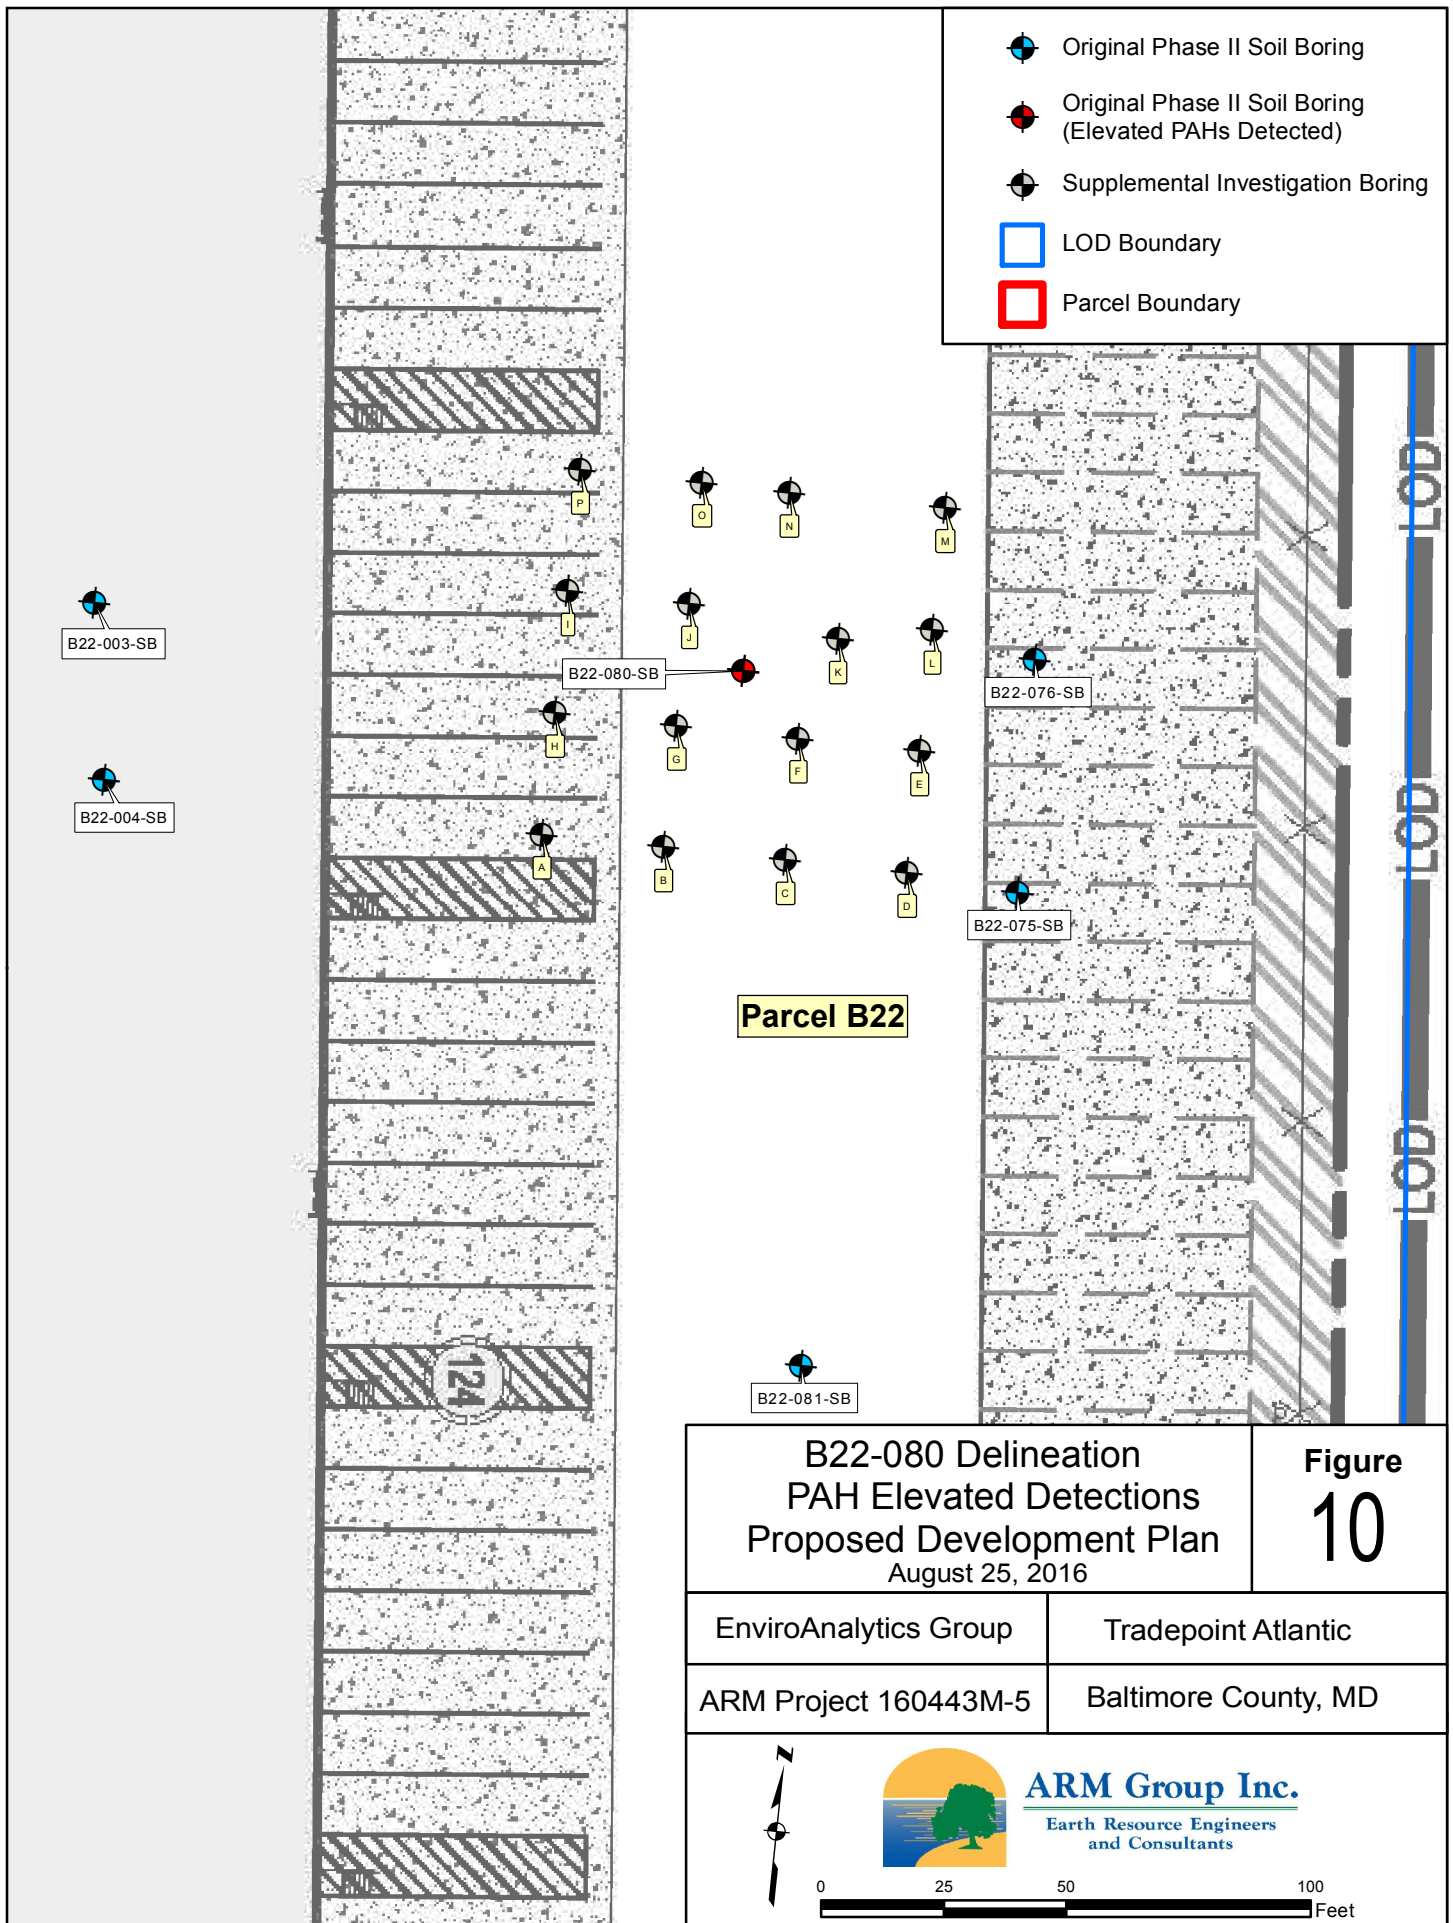 Original Phase II Soil Boring
Original Phase II Soil Boring
(Elevated PAHs Detected)
Supplemental Investigation Boring
LOD Boundary
Parcel Boundary
LOD
P
O
N
M
B22-003-SB
I
J
K
L
B22-080-SB
B22-076-SB
H
G
F
E
B22-004-SB
LOD
A
B
C
D
B22-075-SB
Parcel B22
LOD
124
B22-081-SB
B22-080 Delineation
PAH Elevated Detections
Proposed Development Plan
August 25, 2016
Figure
10
EnviroAnalytics Group
Tradepoint Atlantic
ARM Project 160443M-5
Baltimore County, MD
N
ARM Group Inc.
Earth Resource Engineers
and Consultants
0 25 50 100
Feet